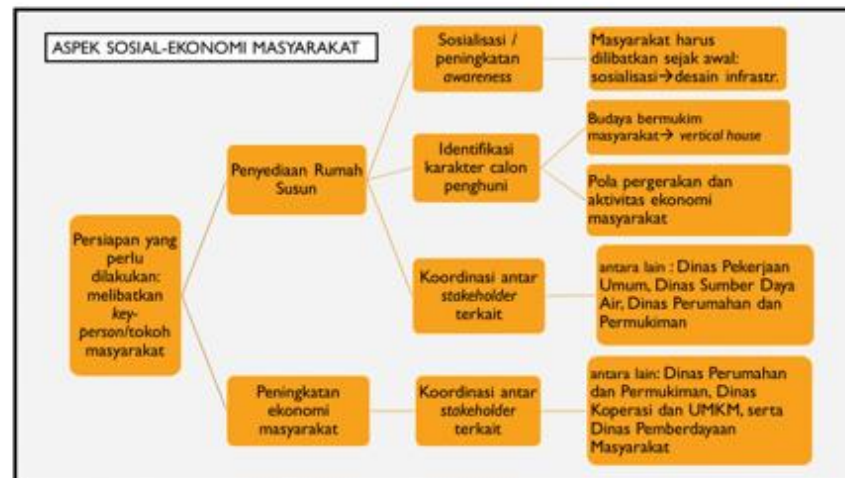 ASPEK SOSIAL-EKONOMI MASYARAKAT
Persiapan yang
perlu
dilakukan:
melibatkan
key-
person/tokoh
masyarakat
Penyediaan Rumah
Susun
Sosialisasi /
peningkatan
awareness
Masyarakat harus
dilibatkan sejak awal:
sosialisasi→desain infrastr.
Identifikasi
karakter calon
penghuni
Budaya bermukim
masyarakat→ vertical house
Pola pergerakan dan
aktivitas ekonomi
masyarakat
Koordinasi antar
stakeholder
terkait
antara lain : Dinas Pekerjaan
Umum, Dinas Sumber Daya
Air, Dinas Perumahan dan
Permukiman
Peningkatan
ekonomi
masyarakat
Koordinasi antar
stakeholder
terkait
antara lain: Dinas Perumahan
dan Permukiman, Dinas
Koperasi dan UMKM, serta
Dinas Pemberdayaan
Masyarakat